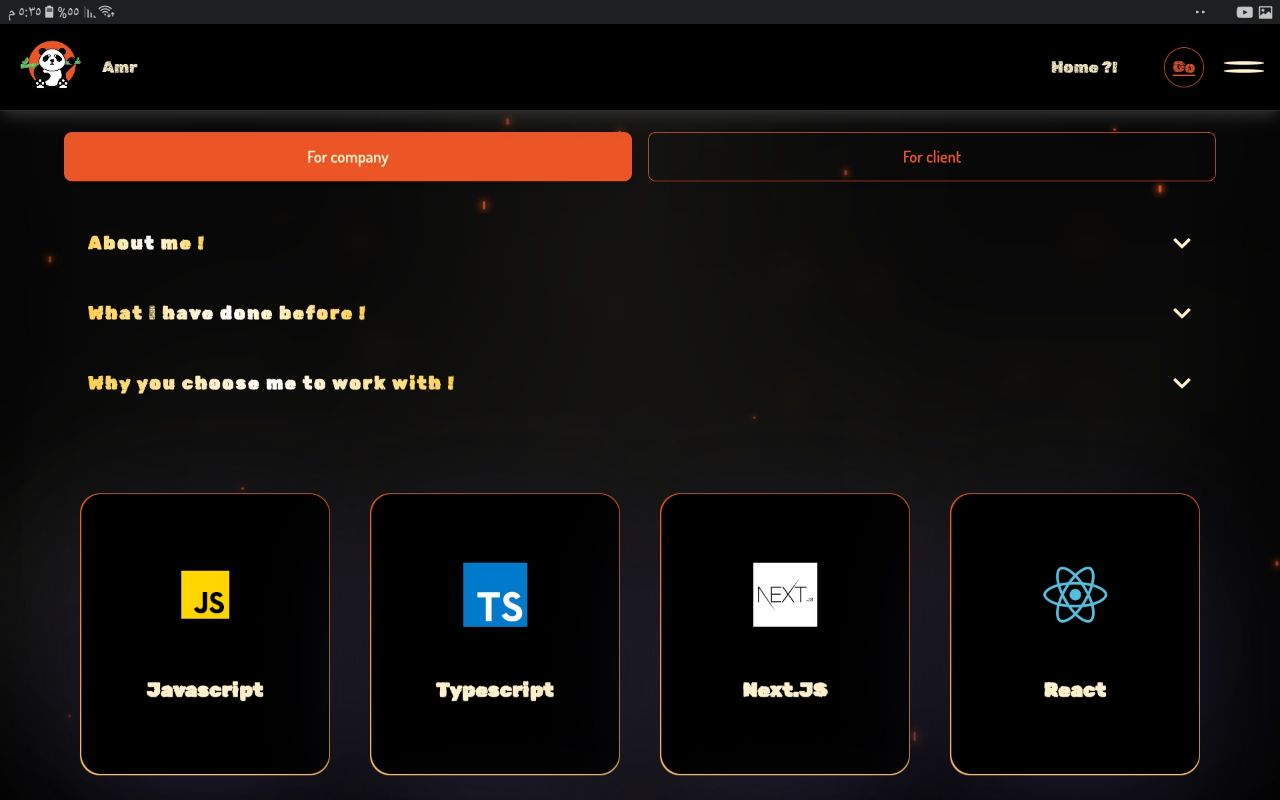 م ٥:٣٥ %٥٥
Amr
Home ?!
Go
For company
For client
About me !
What i have done before !
Why you choose me to work with !
JS
TS
NEXT.JS
Javascript
Typescript
Next.JS
React